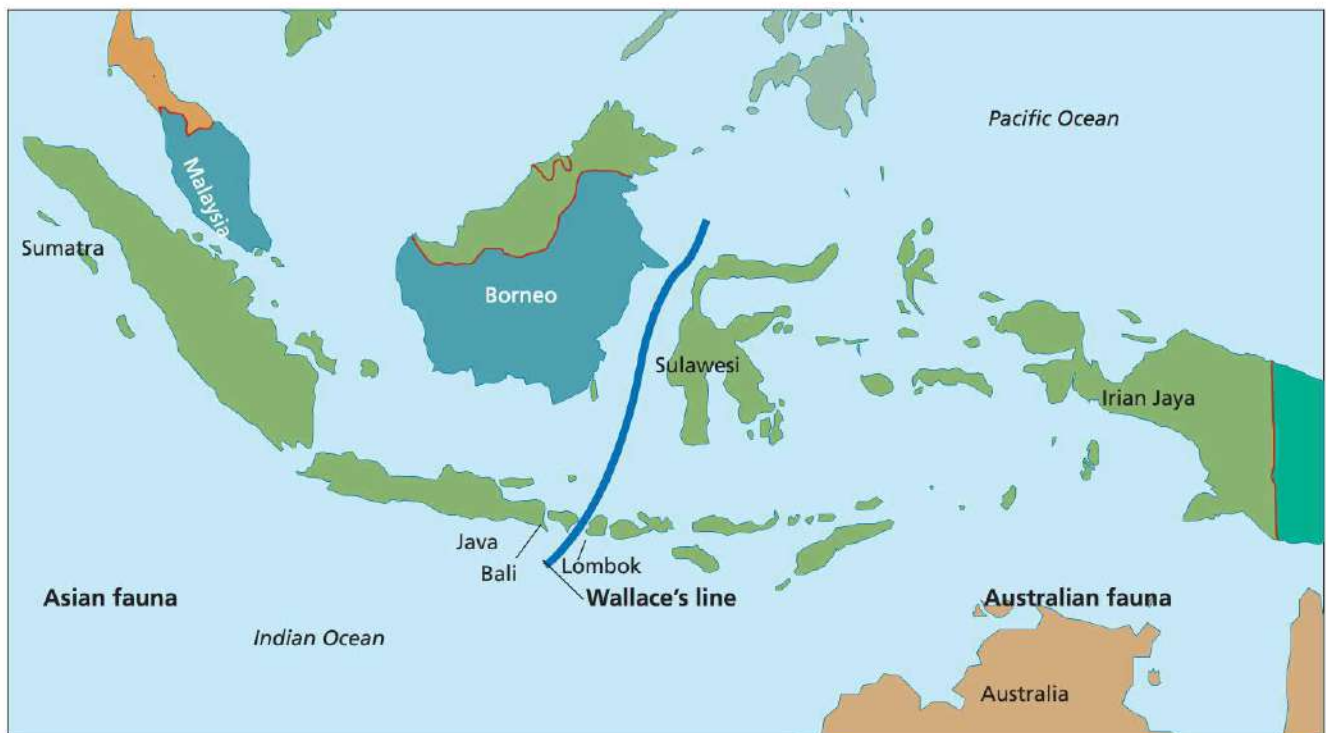 Pacific Ocean
Malaysia
Sumatra
Borneo
Sulawesi
Irian Jaya
Java
Bali
Lombok
Asian fauna
Wallace's line
Australian fauna
Indian Ocean
Australia